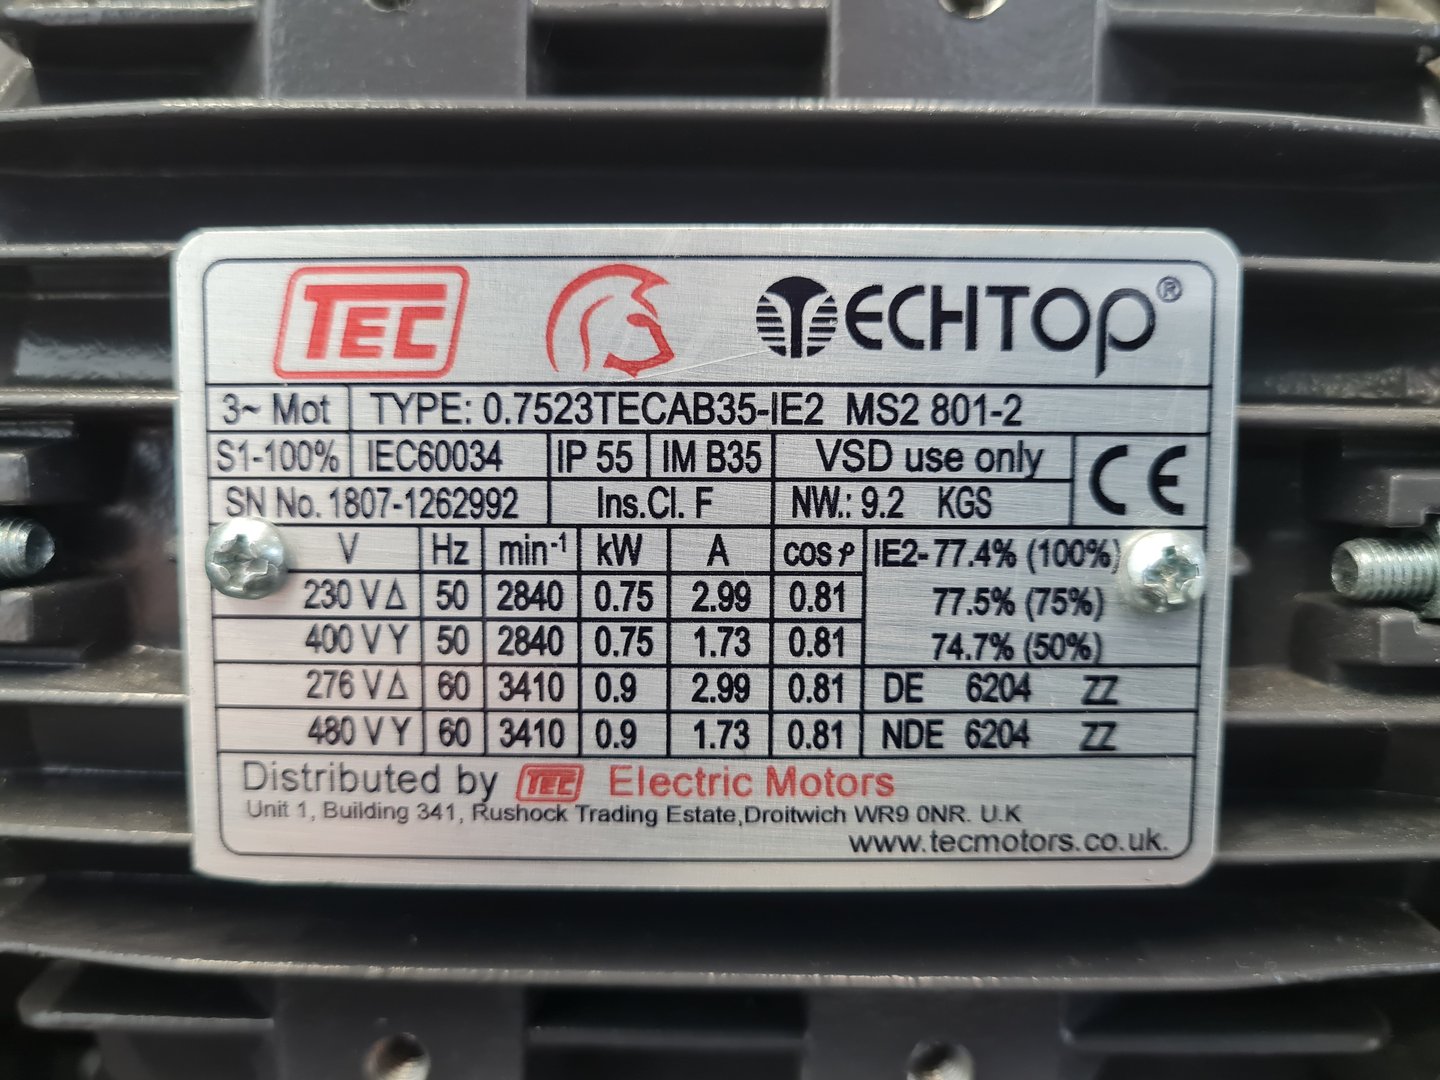 TEC TECHTOP®
3~ Mot TYPE: 0.7523TECAB35-IE2 MS2 801-2
S1-100% IEC60034 IP 55 IM B35 VSD use only CE
SN No. 1807-1262992 Ins.Cl. F NW.: 9.2 KGS
V Hz min⁻¹ kW A cos φ IE2- 77.4% (100%)
230 V Δ 50 2840 0.75 2.99 0.81 77.5% (75%)
400 V Y 50 2840 0.75 1.73 0.81 74.7% (50%)
276 V Δ 60 3410 0.9 2.99 0.81 DE 6204 ZZ
480 V Y 60 3410 0.9 1.73 0.81 NDE 6204 ZZ
Distributed by TEC Electric Motors
Unit 1, Building 341, Rushock Trading Estate,Droitwich WR9 0NR. U.K
www.tecmotors.co.uk.